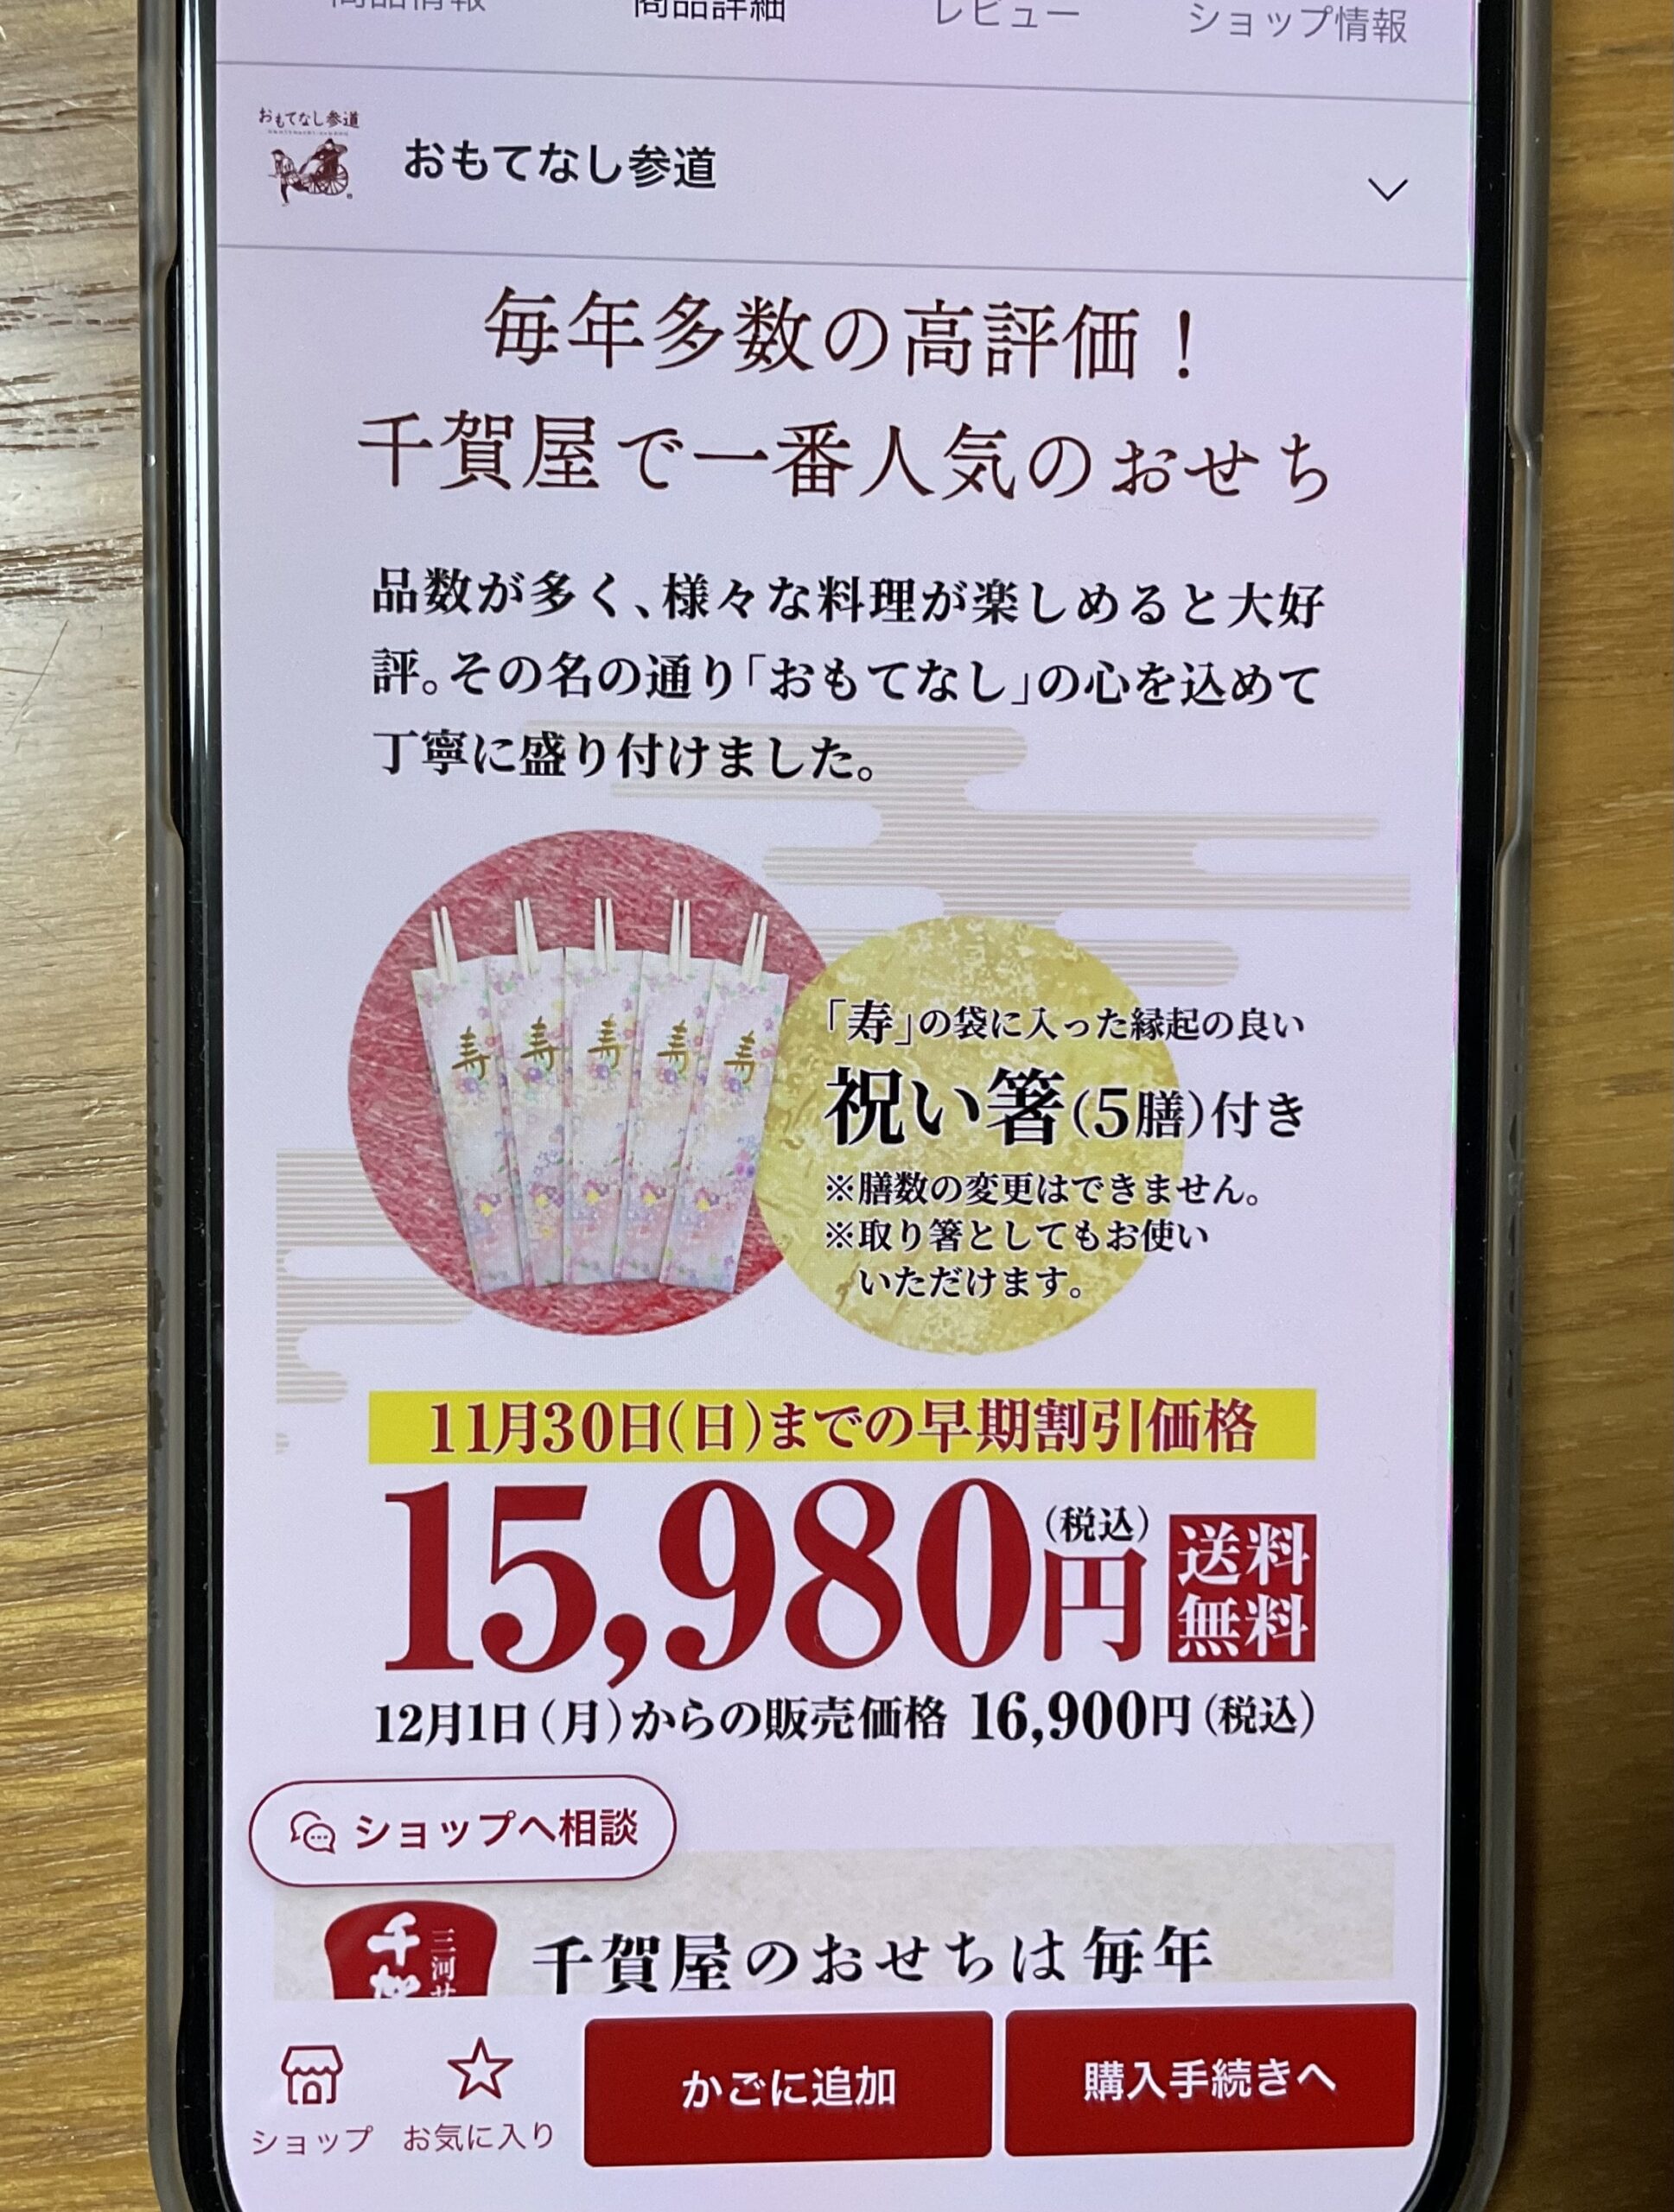 商品情報 商品詳細 レビュー ショップ情報
おもてなし参道
おもてなし参道
毎年多数の高評価!
千賀屋で一番人気のおせち
品数が多く、様々な料理が楽しめると大好
評。その名の通り「おもてなし」の心を込めて
丁寧に盛り付けました。
寿 寿 寿 寿 寿
「寿」の袋に入った縁起の良い
祝い箸(5膳)付き
※膳数の変更はできません。
※取り箸としてもお使い
いただけます。
11月30日(日)までの早期割引価格
15,980円(税込)送料無料
12月1日(月)からの販売価格 16,900円(税込)
ショップへ相談
千賀 三河
千賀屋のおせちは毎年
ショップ お気に入り かごに追加 購入手続きへ